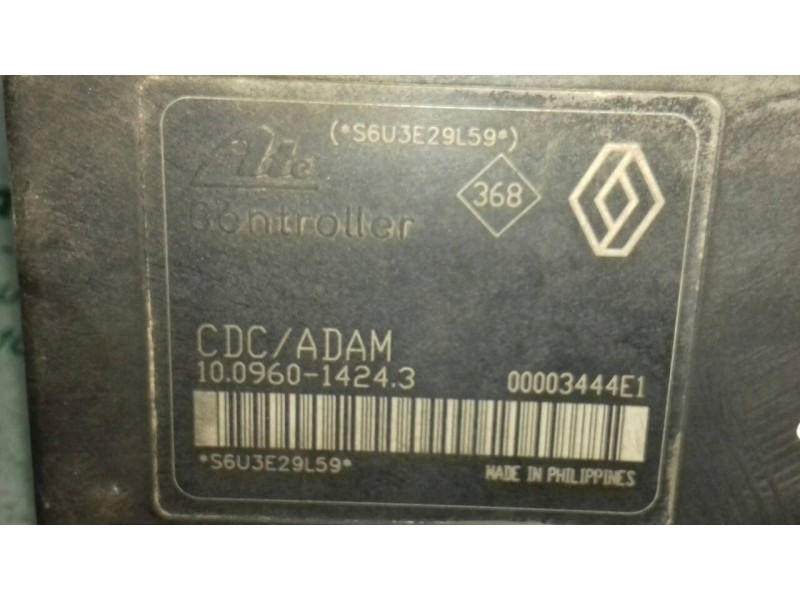 (*S6U3E29L59*)
Ate
368
Controller
CDC/ADAM
10.0960-1424.3 00003444E1
*S6U3E29L59*
MADE IN PHILIPPINES